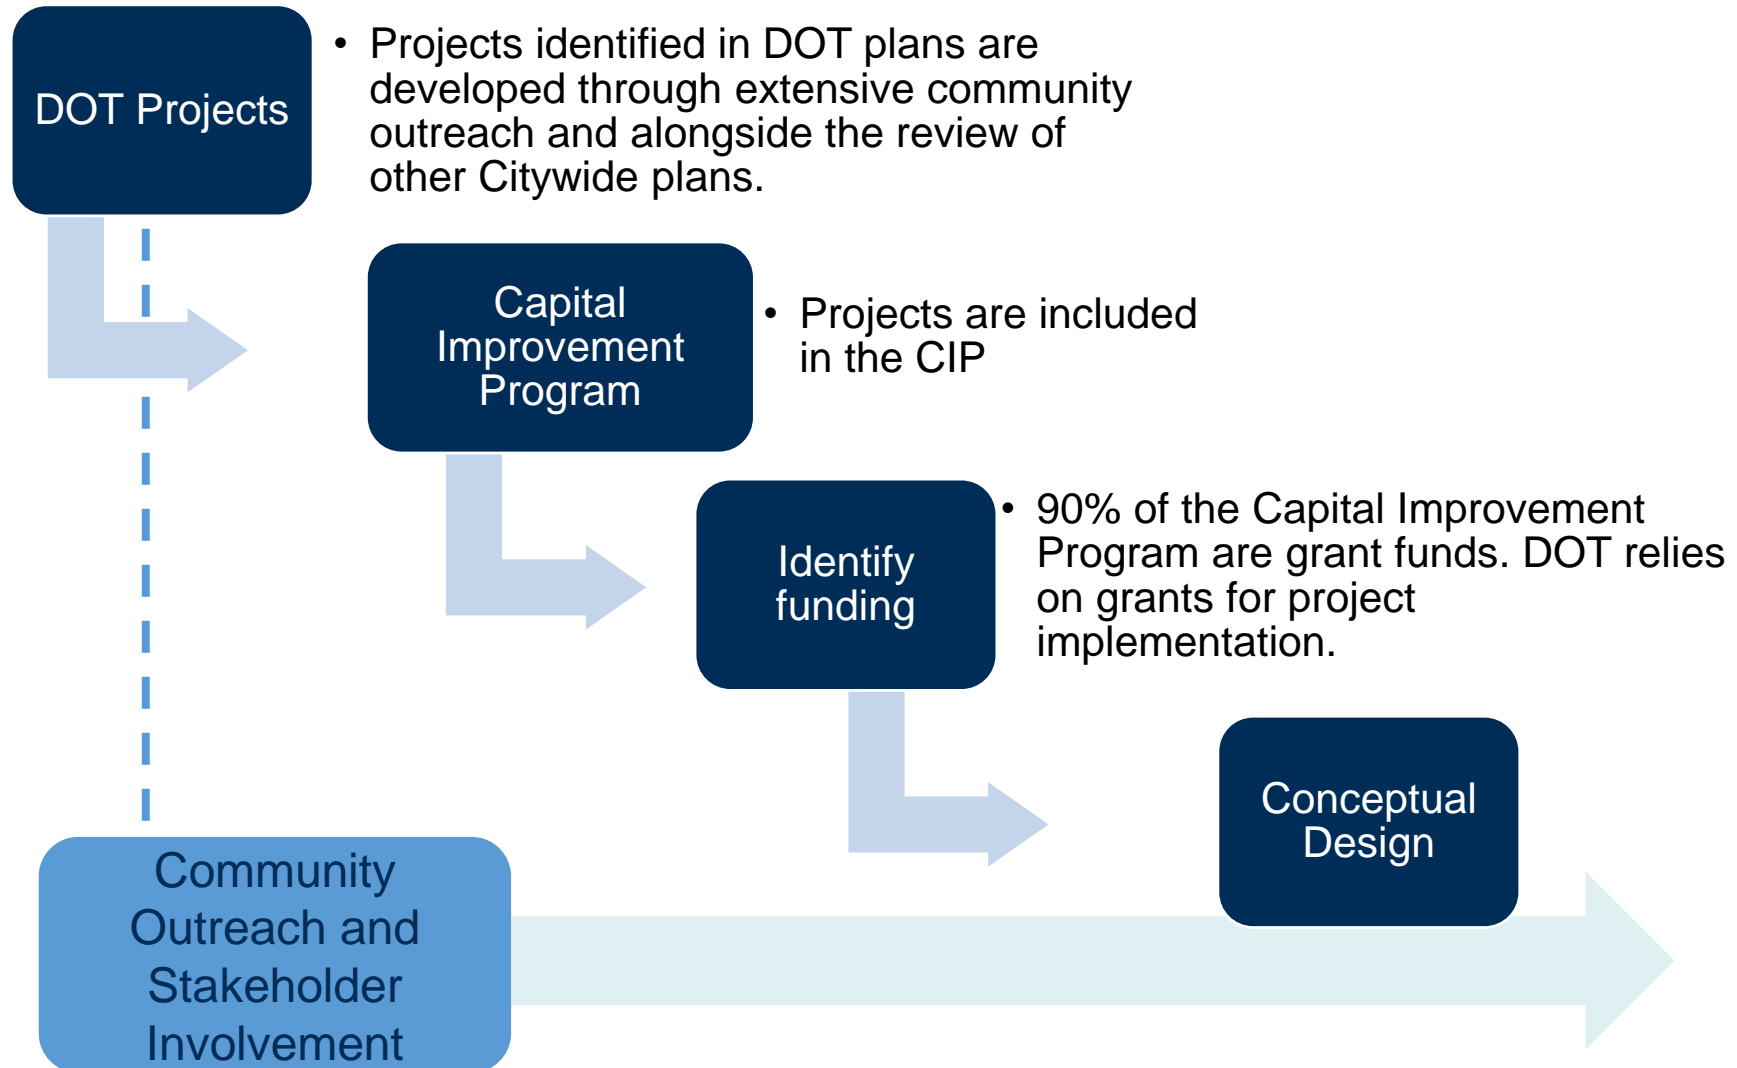 DOT Projects
• Projects identified in DOT plans are
developed through extensive community
outreach and alongside the review of
other Citywide plans.
Capital
Improvement
Program
• Projects are included
in the CIP
Identify
funding
• 90% of the Capital Improvement
Program are grant funds. DOT relies
on grants for project
implementation.
Conceptual
Design
Community
Outreach and
Stakeholder
Involvement